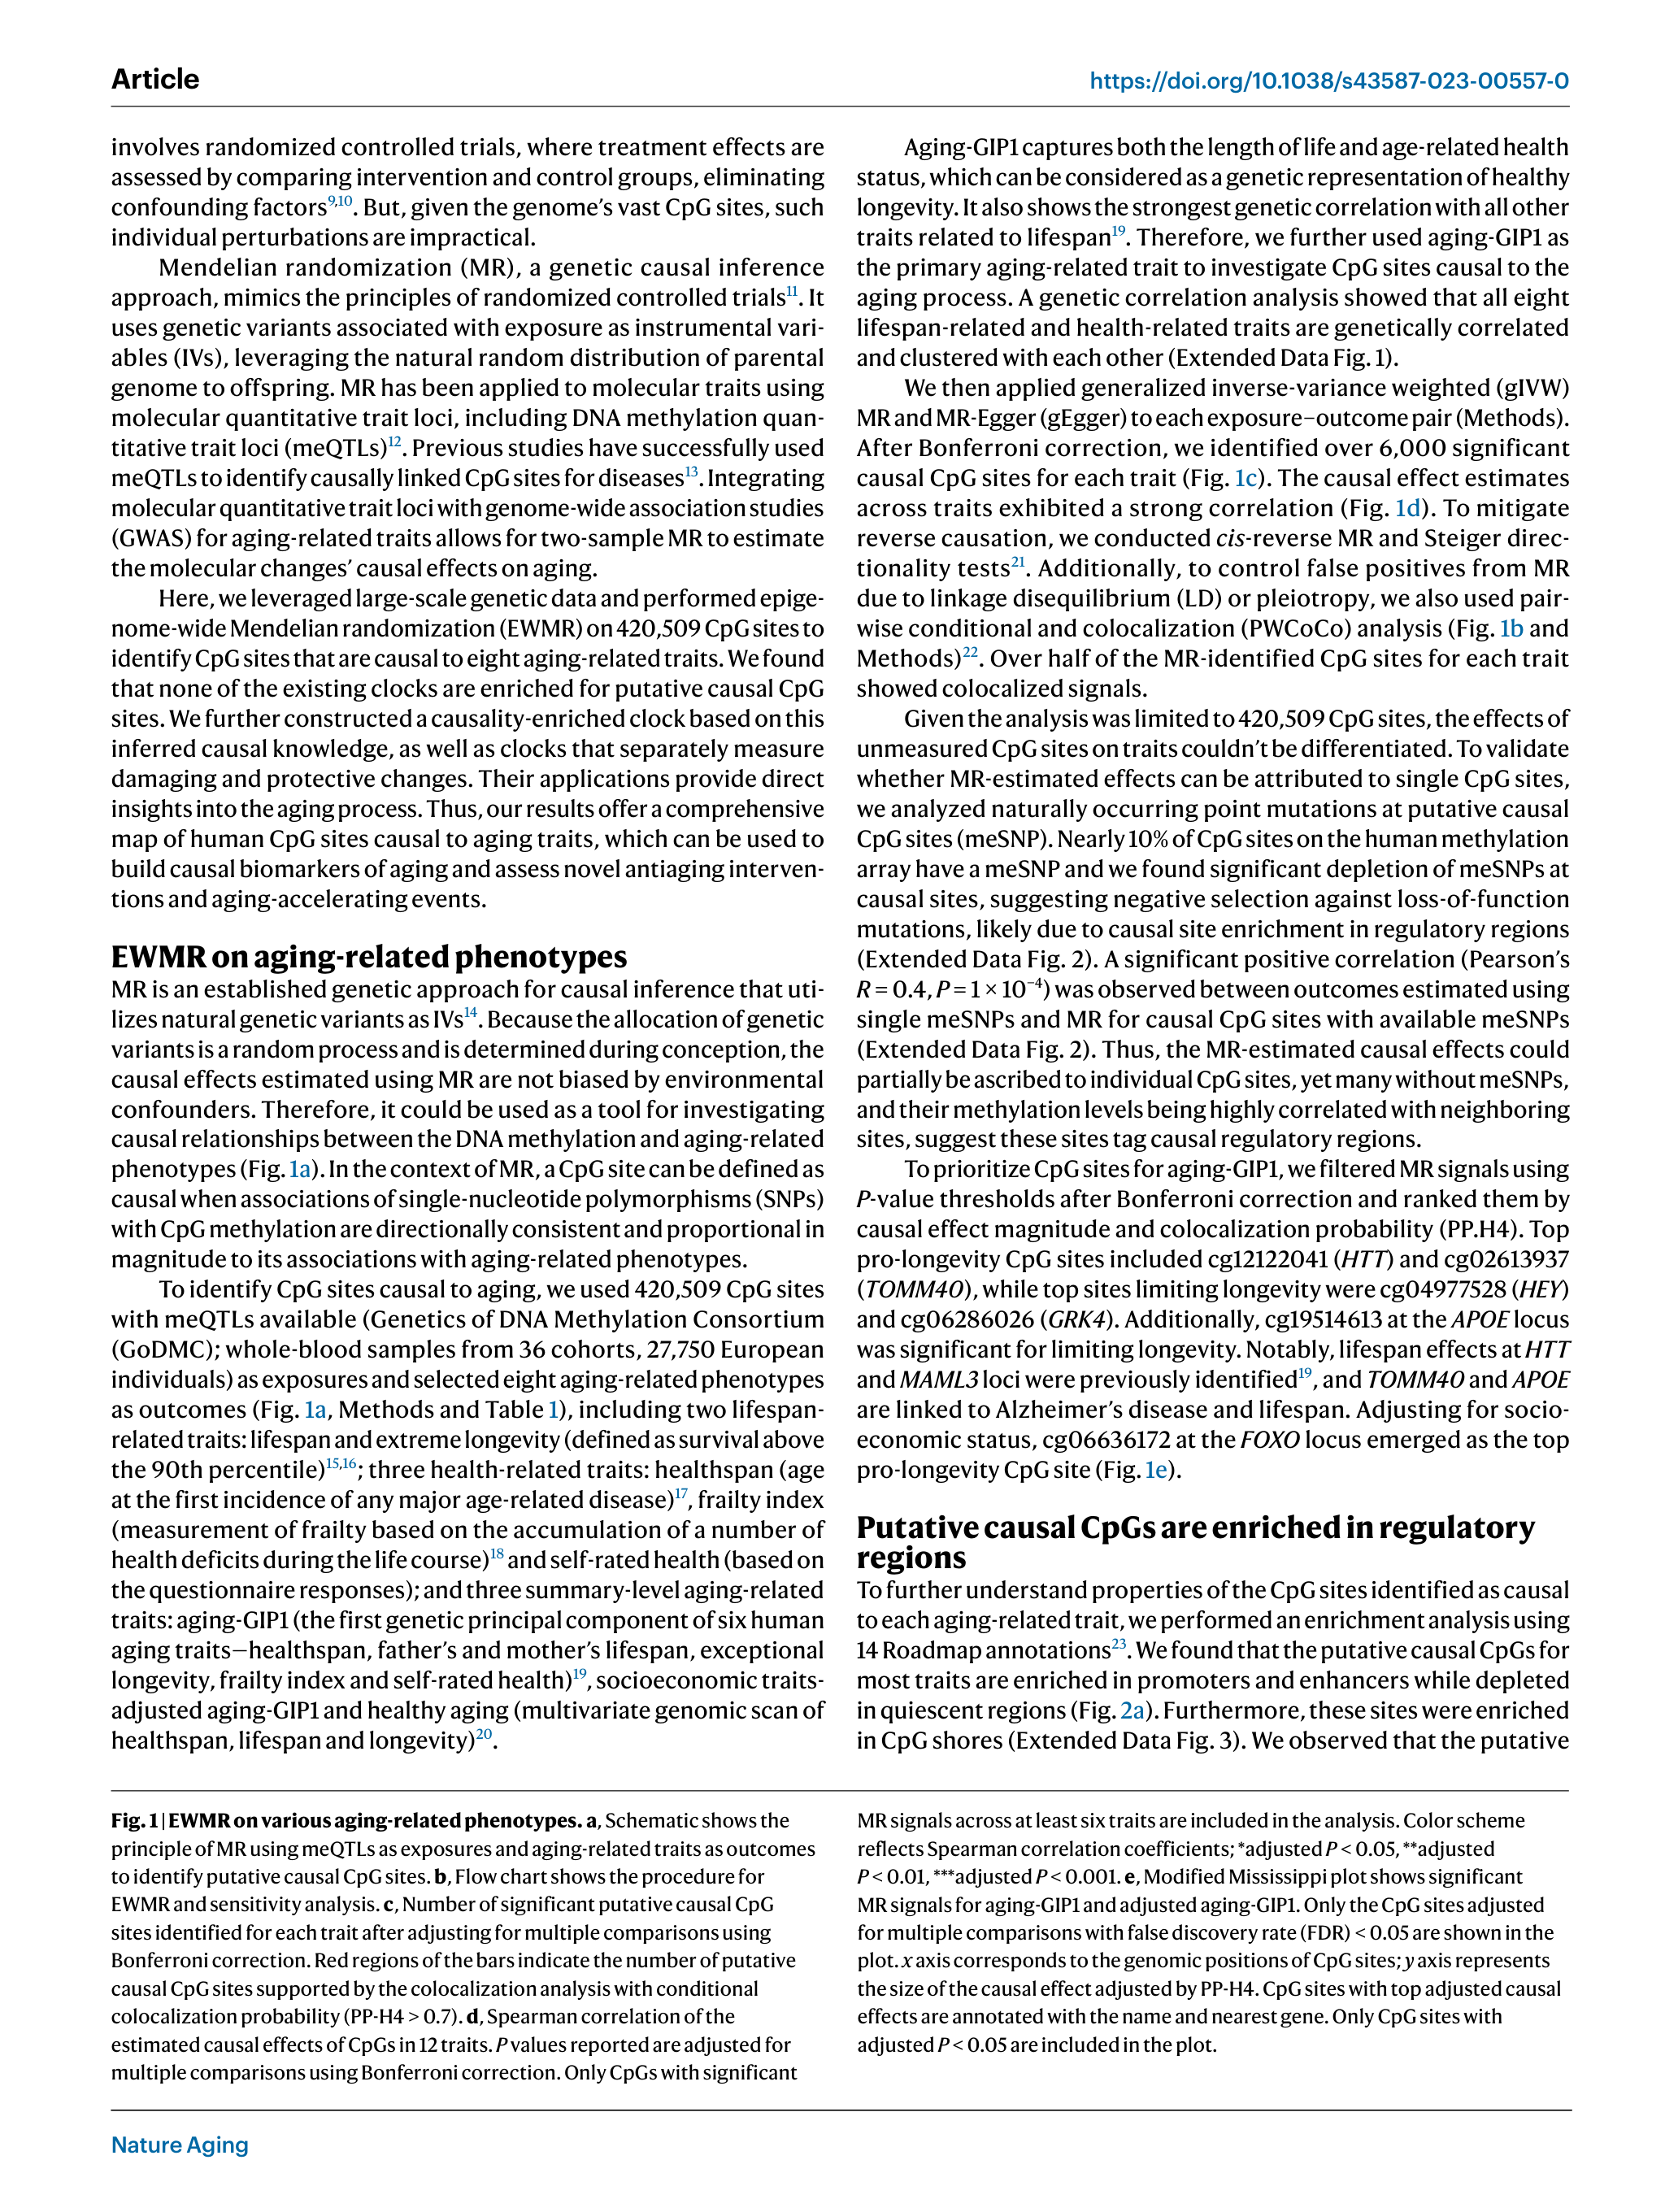 Article
https://doi.org/10.1038/s43587-023-00557-0
involves randomized controlled trials, where treatment effects are
assessed by comparing intervention and control groups, eliminating
confounding factors9,10. But, given the genome’s vast CpG sites, such
individual perturbations are impractical.
Mendelian randomization (MR), a genetic causal inference
approach, mimics the principles of randomized controlled trials11. It
uses genetic variants associated with exposure as instrumental vari-
ables (IVs), leveraging the natural random distribution of parental
genome to offspring. MR has been applied to molecular traits using
molecular quantitative trait loci, including DNA methylation quan-
titative trait loci (meQTLs)12. Previous studies have successfully used
meQTLs to identify causally linked CpG sites for diseases13. Integrating
molecular quantitative trait loci with genome-wide association studies
(GWAS) for aging-related traits allows for two-sample MR to estimate
the molecular changes’ causal effects on aging.
Here, we leveraged large-scale genetic data and performed epige-
nome-wide Mendelian randomization (EWMR) on 420,509 CpG sites to
identify CpG sites that are causal to eight aging-related traits. We found
that none of the existing clocks are enriched for putative causal CpG
sites. We further constructed a causality-enriched clock based on this
inferred causal knowledge, as well as clocks that separately measure
damaging and protective changes. Their applications provide direct
insights into the aging process. Thus, our results offer a comprehensive
map of human CpG sites causal to aging traits, which can be used to
build causal biomarkers of aging and assess novel antiaging interven-
tions and aging-accelerating events.
EWMR on aging-related phenotypes
MR is an established genetic approach for causal inference that uti-
lizes natural genetic variants as IVs14. Because the allocation of genetic
variants is a random process and is determined during conception, the
causal effects estimated using MR are not biased by environmental
confounders. Therefore, it could be used as a tool for investigating
causal relationships between the DNA methylation and aging-related
phenotypes (Fig. 1a). In the context of MR, a CpG site can be defined as
causal when associations of single-nucleotide polymorphisms (SNPs)
with CpG methylation are directionally consistent and proportional in
magnitude to its associations with aging-related phenotypes.
To identify CpG sites causal to aging, we used 420,509 CpG sites
with meQTLs available (Genetics of DNA Methylation Consortium
(GoDMC); whole-blood samples from 36 cohorts, 27,750 European
individuals) as exposures and selected eight aging-related phenotypes
as outcomes (Fig. 1a, Methods and Table 1), including two lifespan-
related traits: lifespan and extreme longevity (defined as survival above
the 90th percentile)15,16; three health-related traits: healthspan (age
at the first incidence of any major age-related disease)17, frailty index
(measurement of frailty based on the accumulation of a number of
health deficits during the life course)18 and self-rated health (based on
the questionnaire responses); and three summary-level aging-related
traits: aging-GIP1 (the first genetic principal component of six human
aging traits—healthspan, father’s and mother’s lifespan, exceptional
longevity, frailty index and self-rated health)19, socioeconomic traits-
adjusted aging-GIP1 and healthy aging (multivariate genomic scan of
healthspan, lifespan and longevity)20.
Aging-GIP1 captures both the length of life and age-related health
status, which can be considered as a genetic representation of healthy
longevity. It also shows the strongest genetic correlation with all other
traits related to lifespan19. Therefore, we further used aging-GIP1 as
the primary aging-related trait to investigate CpG sites causal to the
aging process. A genetic correlation analysis showed that all eight
lifespan-related and health-related traits are genetically correlated
and clustered with each other (Extended Data Fig. 1).
We then applied generalized inverse-variance weighted (gIVW)
MR and MR-Egger (gEgger) to each exposure–outcome pair (Methods).
After Bonferroni correction, we identified over 6,000 significant
causal CpG sites for each trait (Fig. 1c). The causal effect estimates
across traits exhibited a strong correlation (Fig. 1d). To mitigate
reverse causation, we conducted cis-reverse MR and Steiger direc-
tionality tests21. Additionally, to control false positives from MR
due to linkage disequilibrium (LD) or pleiotropy, we also used pair-
wise conditional and colocalization (PWCoCo) analysis (Fig. 1b and
Methods)22. Over half of the MR-identified CpG sites for each trait
showed colocalized signals.
Given the analysis was limited to 420,509 CpG sites, the effects of
unmeasured CpG sites on traits couldn’t be differentiated. To validate
whether MR-estimated effects can be attributed to single CpG sites,
we analyzed naturally occurring point mutations at putative causal
CpG sites (meSNP). Nearly 10% of CpG sites on the human methylation
array have a meSNP and we found significant depletion of meSNPs at
causal sites, suggesting negative selection against loss-of-function
mutations, likely due to causal site enrichment in regulatory regions
(Extended Data Fig. 2). A significant positive correlation (Pearson’s
R = 0.4, P = 1 × 10−4) was observed between outcomes estimated using
single meSNPs and MR for causal CpG sites with available meSNPs
(Extended Data Fig. 2). Thus, the MR-estimated causal effects could
partially be ascribed to individual CpG sites, yet many without meSNPs,
and their methylation levels being highly correlated with neighboring
sites, suggest these sites tag causal regulatory regions.
To prioritize CpG sites for aging-GIP1, we filtered MR signals using
P-value thresholds after Bonferroni correction and ranked them by
causal effect magnitude and colocalization probability (PP.H4). Top
pro-longevity CpG sites included cg12122041 (HTT) and cg02613937
(TOMM40), while top sites limiting longevity were cg04977528 (HEY)
and cg06286026 (GRK4). Additionally, cg19514613 at the APOE locus
was significant for limiting longevity. Notably, lifespan effects at HTT
and MAML3 loci were previously identified19, and TOMM40 and APOE
are linked to Alzheimer’s disease and lifespan. Adjusting for socio-
economic status, cg06636172 at the FOXO locus emerged as the top
pro-longevity CpG site (Fig. 1e).
Putative causal CpGs are enriched in regulatory
regions
To further understand properties of the CpG sites identified as causal
to each aging-related trait, we performed an enrichment analysis using
14 Roadmap annotations23. We found that the putative causal CpGs for
most traits are enriched in promoters and enhancers while depleted
in quiescent regions (Fig. 2a). Furthermore, these sites were enriched
in CpG shores (Extended Data Fig. 3). We observed that the putative
Fig. 1 | EWMR on various aging-related phenotypes. a, Schematic shows the
principle of MR using meQTLs as exposures and aging-related traits as outcomes
to identify putative causal CpG sites. b, Flow chart shows the procedure for
EWMR and sensitivity analysis. c, Number of significant putative causal CpG
sites identified for each trait after adjusting for multiple comparisons using
Bonferroni correction. Red regions of the bars indicate the number of putative
causal CpG sites supported by the colocalization analysis with conditional
colocalization probability (PP-H4 > 0.7). d, Spearman correlation of the
estimated causal effects of CpGs in 12 traits. P values reported are adjusted for
multiple comparisons using Bonferroni correction. Only CpGs with significant
MR signals across at least six traits are included in the analysis. Color scheme
reflects Spearman correlation coefficients; *adjusted P < 0.05, **adjusted
P < 0.01, ***adjusted P < 0.001. e, Modified Mississippi plot shows significant
MR signals for aging-GIP1 and adjusted aging-GIP1. Only the CpG sites adjusted
for multiple comparisons with false discovery rate (FDR) < 0.05 are shown in the
plot. x axis corresponds to the genomic positions of CpG sites; y axis represents
the size of the causal effect adjusted by PP-H4. CpG sites with top adjusted causal
effects are annotated with the name and nearest gene. Only CpG sites with
adjusted P < 0.05 are included in the plot.
Nature Aging